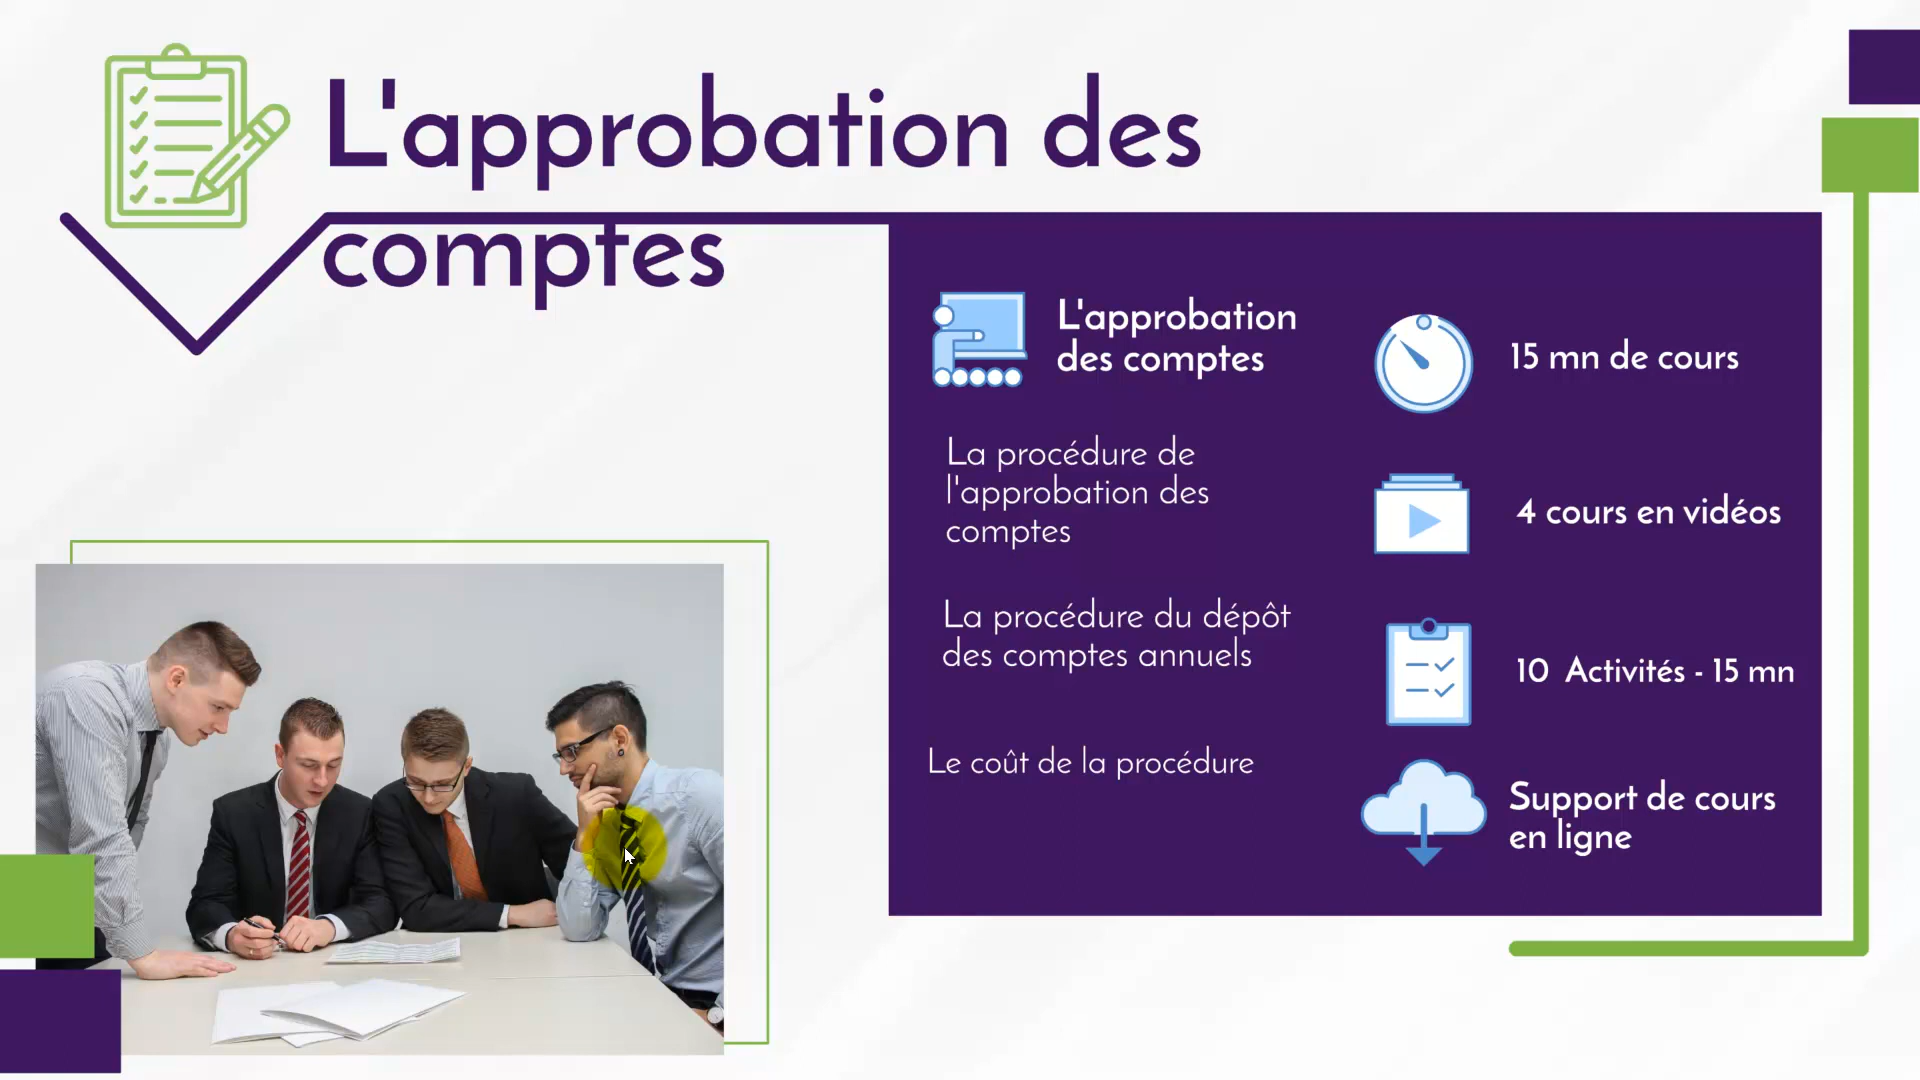 L'approbation des
comptes
L'approbation
des comptes
La procédure de
l'approbation des
comptes
La procédure du dépôt
des comptes annuels
Le coût de la procédure
15 mn de cours
4 cours en vidéos
10 Activités - 15 mn
Support de cours
en ligne